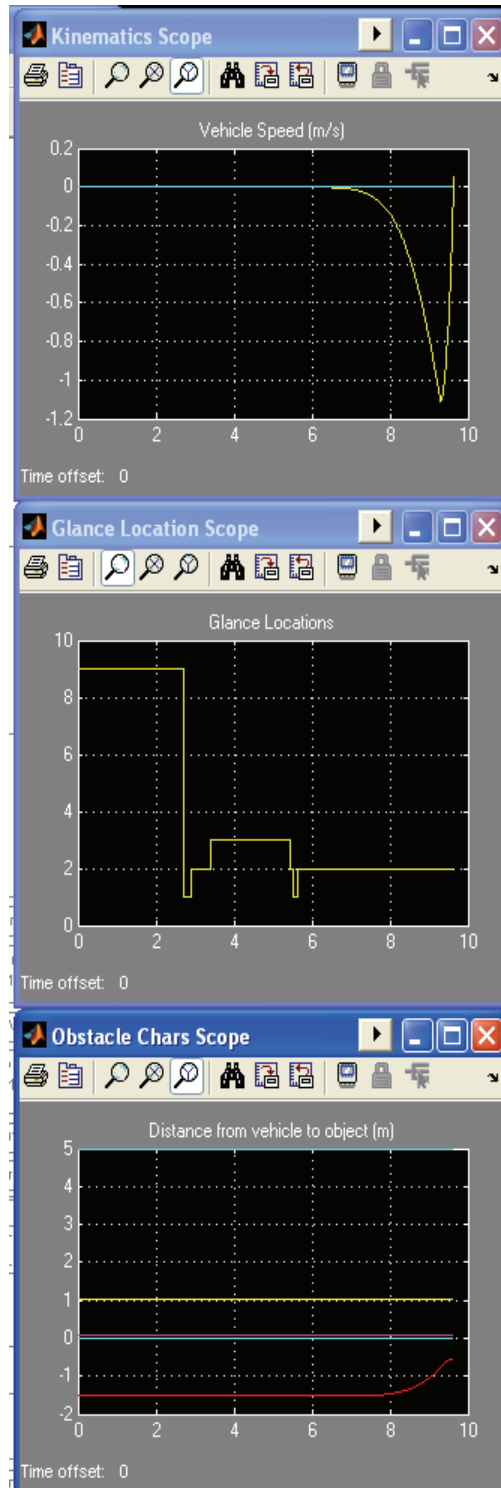 Kinematics Scope
Vehicle Speed (m/s)
0.2
0
-0.2
-0.4
-0.6
-0.8
-1
-1.2
0 2 4 6 8 10
Time offset: 0
Glance Location Scope
Glance Locations
10
8
6
4
2
0
0 2 4 6 8 10
Time offset: 0
Obstacle Chars Scope
Distance from vehicle to object (m)
5
4
3
2
1
0
-1
-2
0 2 4 6 8 10
Time offset: 0